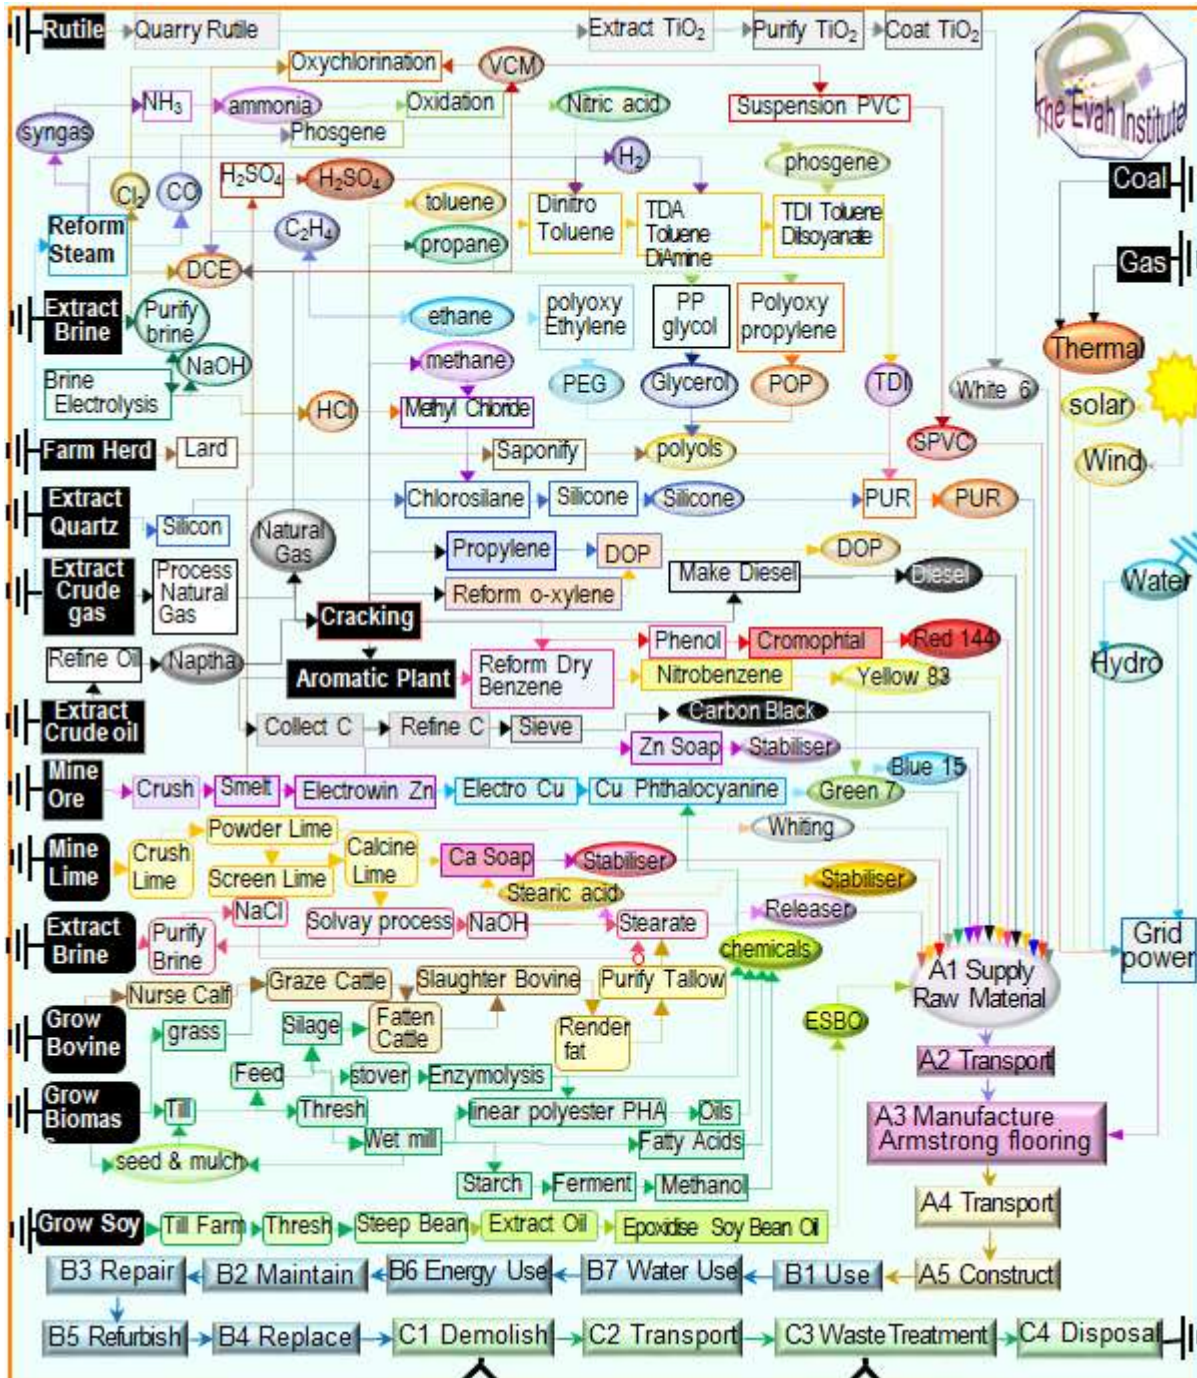 Rutile
Quarry Rutile
Extract TiO2
Purify TiO2
Coat TiO2
The Evah Institute
Oxychlorination
VCM
NH3
ammonia
Oxidation
Nitric acid
Suspension PVC
syngas
Phosgene
H2
phosgene
H2SO4
H2SO4
Coal
Cl2
CO
toluene
Dinitro
Toluene
TDA
Toluene
DiAmine
TDI Toluene
Diisoyanate
Reform
Steam
C2H4
propane
DCE
Gas
Extract
Brine
Purify
brine
ethane
polyoxy
Ethylene
PP
glycol
Polyoxy
propylene
methane
NaOH
Thermal
Brine
Electrolysis
HCl
Methyl Chloride
PEG
Glycerol
POP
TDI
White 6
solar
Farm Herd
Lard
Saponify
polyols
SPVC
Wind
Extract
Quartz
Silicon
Chlorosilane
Silicone
Silicone
PUR
PUR
Natural
Gas
Propylene
DOP
DOP
Extract
Crude
gas
Process
Natural
Gas
Make Diesel
Diesel
Water
Reform o-xylene
Cracking
Phenol
Cromophtal
Red 144
Refine Oil
Naptha
Aromatic Plant
Reform Dry
Benzene
Nitrobenzene
Yellow 83
Hydro
Extract
Crude oil
Collect C
Refine C
Sieve
Carbon Black
Zn Soap
Stabiliser
Blue 15
Mine
Ore
Crush
Smelt
Electrowin Zn
Electro Cu
Cu Phthalocyanine
Green 7
Powder Lime
Whiting
Mine
Lime
Crush
Lime
Screen Lime
Calcine
Lime
Ca Soap
Stabiliser
Stearic acid
Stabiliser
NaCl
Solvay process
NaOH
Stearate
Releaser
Extract
Brine
Purify
Brine
chemicals
Grid
power
A1 Supply
Raw Material
Nurse Calf
Graze Cattle
Slaughter Bovine
Purify Tallow
Grow
Bovine
grass
Silage
Fatten
Cattle
Render
fat
ESBO
A2 Transport
Feed
stover
Enzymolysis
Grow
Biomas
s
Till
Thresh
linear polyester PHA
Oils
A3 Manufacture
Armstrong flooring
Wet mill
Fatty Acids
seed & mulch
Starch
Ferment
Methanol
A4 Transport
Grow Soy
Till Farm
Thresh
Steep Bean
Extract Oil
Epoxidise Soy Bean Oil
B3 Repair
B2 Maintain
B6 Energy Use
B7 Water Use
B1 Use
A5 Construct
B5 Refurbish
B4 Replace
C1 Demolish
C2 Transport
C3 Waste Treatment
C4 Disposal